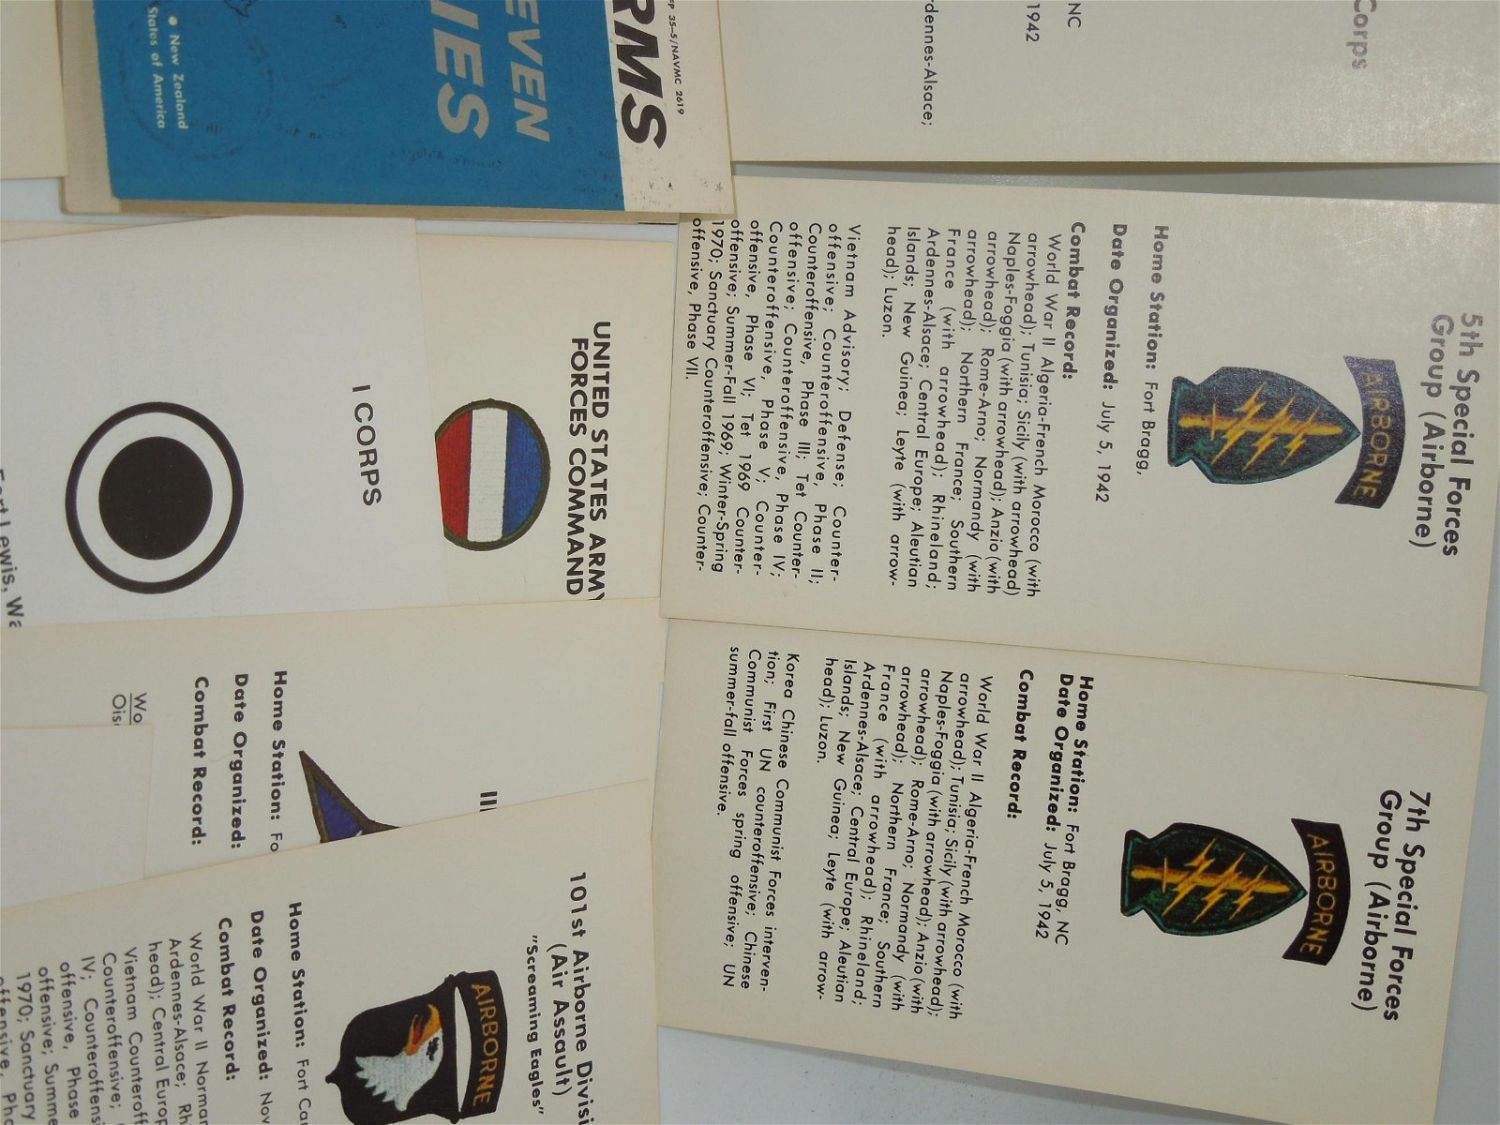 5th Special Forces
Group (Airborne)
AIRBORNE
Home Station: Fort Bragg,
Date Organized: July 5, 1942
Combat Record:
World War II Algeria-French Morocco (with
arrowhead); Tunisia; Sicily (with arrowhead)
Naples-Foggia (with arrowhead); Anzio (with
arrowhead); Rome-Arno; Normandy (with
arrowhead); Northern France; Southern
France (with arrowhead); Rhineland;
Ardennes-Alsace; Central Europe; Aleutian
Islands; New Guinea; Leyte (with arrow-
head); Luzon.
Vietnam Advisory; Defense; Counter-
offensive; Counteroffensive, Phase II;
Counteroffensive, Phase III; Tet Counter-
offensive; Counteroffensive, Phase IV;
Counteroffensive, Phase V; Counter-
offensive, Phase VI; Tet 1969 Counter-
offensive; Summer-Fall 1969; Winter-Spring
1970; Sanctuary Counteroffensive; Counter-
offensive, Phase VII.
7th Special Forces
Group (Airborne)
AIRBORNE
Home Station: Fort Bragg, NC
Date Organized: July 5, 1942
Combat Record:
World War II Algeria-French Morocco (with
arrowhead); Tunisia; Sicily (with arrowhead);
Naples-Foggia (with arrowhead); Anzio (with
arrowhead); Rome-Arno; Normandy (with
arrowhead); Northern France; Southern
France (with arrowhead); Rhineland;
Ardennes-Alsace; Central Europe; Aleutian
Islands; New Guinea; Leyte (with arrow-
head); Luzon.
Korea Chinese Communist Forces interven-
tion; First UN counteroffensive; Chinese
Communist Forces spring offensive; UN
summer-fall offensive.
Corps
NC
1942
rdennes-Alsace;
35-5/NAVMC 2619
RMS
EVEN
IES
• New Zealand
States of America
UNITED STATES ARMY
FORCES COMMAND
I CORPS
Fort Lewis, Wa
III
Home Station: Fo
Date Organized:
Combat Record:
Wo
Oise
101st Airborne Divisi
(Air Assault)
"Screaming Eagles"
AIRBORNE
Home Station: Fort Ca
Date Organized: Nov
Combat Record:
World War II Norman
Ardennes-Alsace; Rh
head); Central Europ
Vietnam Counteroff
Counteroffensive;
IV; Counteroffensi
offensive, Phase
offensive; Summe
1970; Sanctuary
offensive, Pha